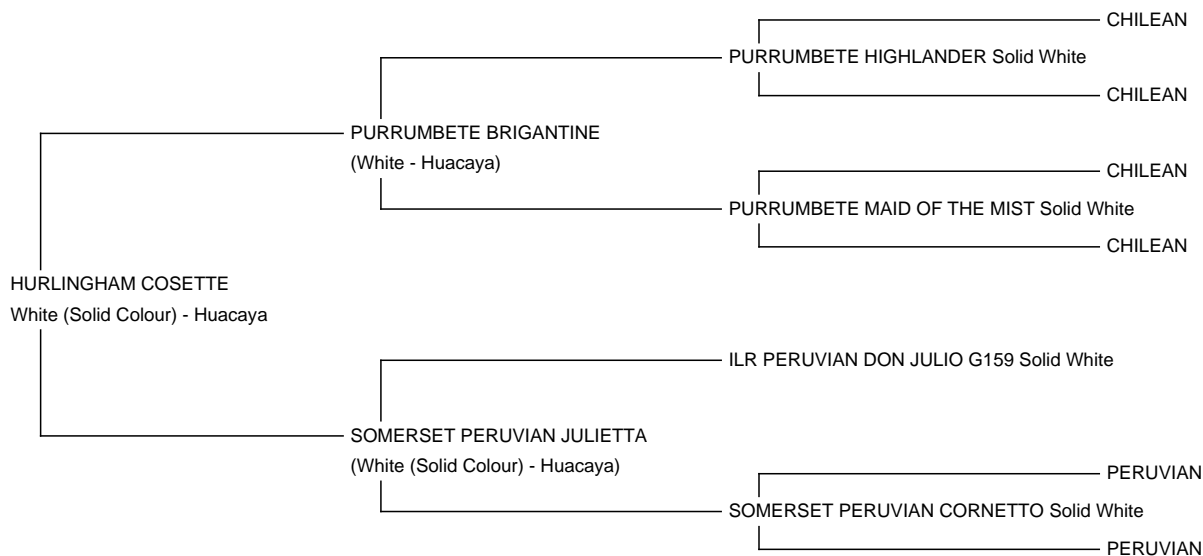 CHILEAN
PURRUMBETE HIGHLANDER Solid White
CHILEAN
PURRUMBETE BRIGANTINE
(White - Huacaya)
CHILEAN
PURRUMBETE MAID OF THE MIST Solid White
CHILEAN
HURLINGHAM COSETTE
White (Solid Colour) - Huacaya
ILR PERUVIAN DON JULIO G159 Solid White
SOMERSET PERUVIAN JULIETTA
(White (Solid Colour) - Huacaya)
PERUVIAN
SOMERSET PERUVIAN CORNETTO Solid White
PERUVIAN